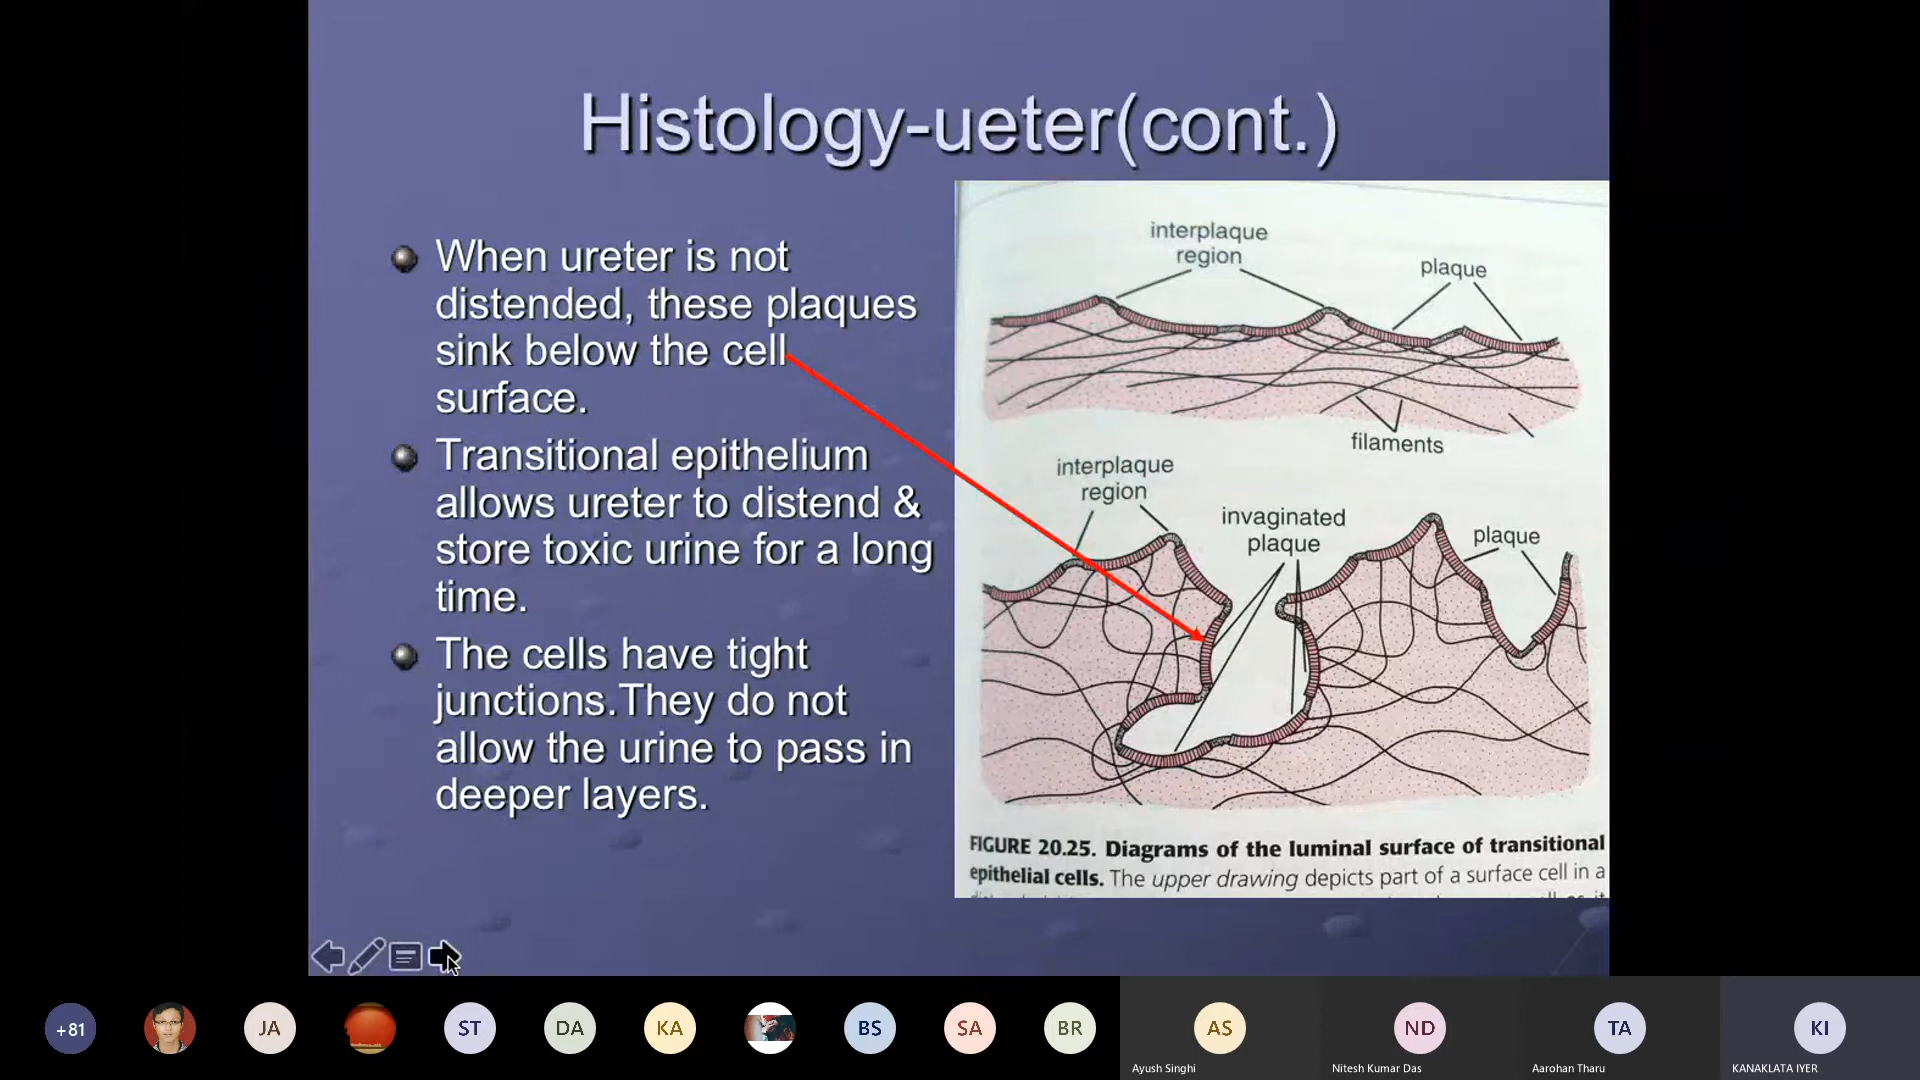 Histology-ueter(cont.)
When ureter is not
distended, these plaques
sink below the cell
surface.
Transitional epithelium
allows ureter to distend &
store toxic urine for a long
time.
The cells have tight
junctions.They do not
allow the urine to pass in
deeper layers.
interplaque
region
plaque
filaments
interplaque
region
invaginated
plaque
plaque
FIGURE 20.25. Diagrams of the luminal surface of transitional
epithelial cells. The upper drawing depicts part of a surface cell in a
+81
JA
ST
DA
KA
BS
SA
BR
AS
ND
TA
KI
Ayush Singhi
Nitesh Kumar Das
Aarohan Tharu
KANAKLATA IYER